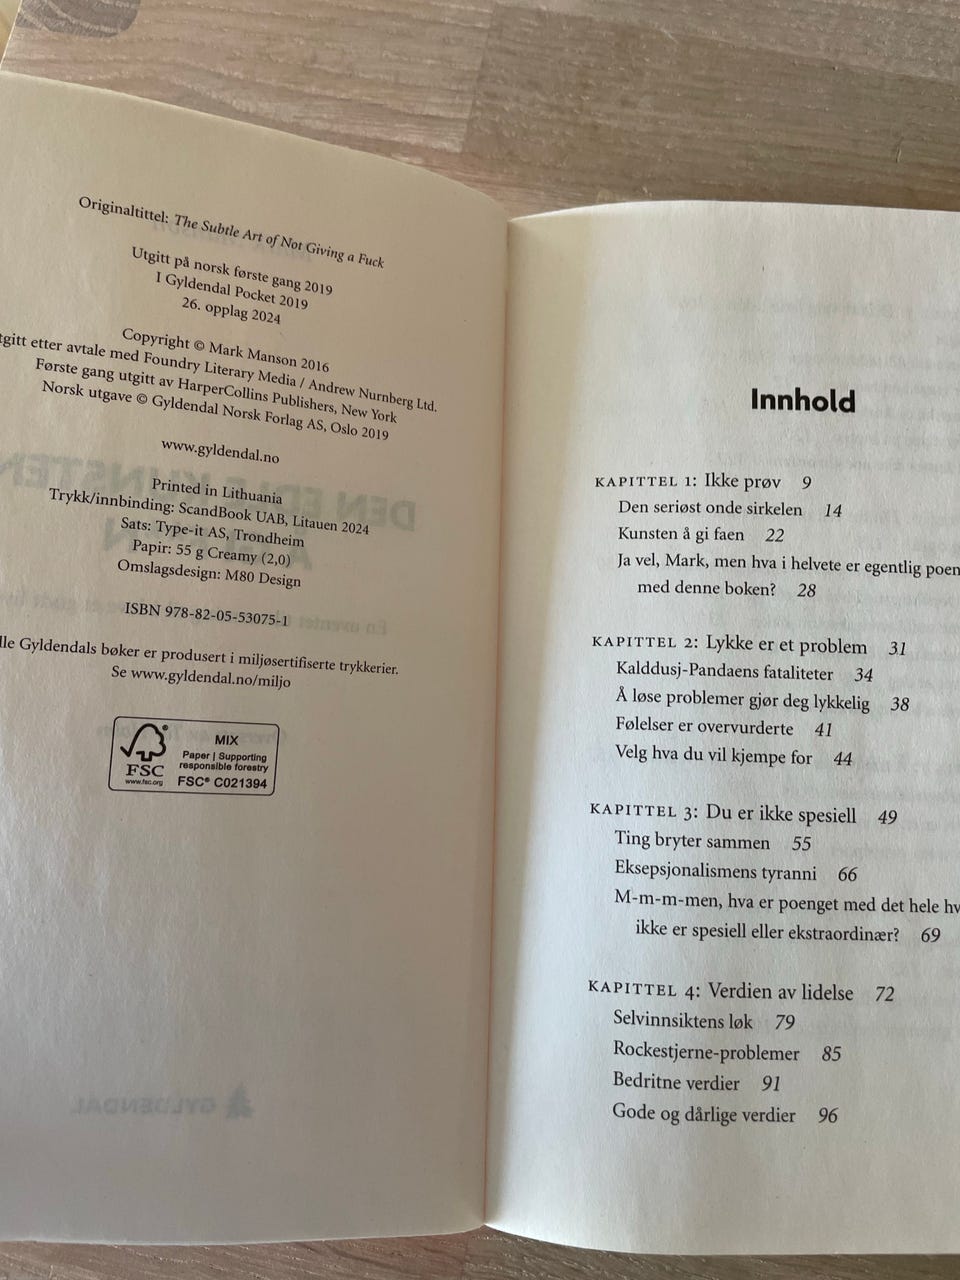 Originaltittel: The Subtle Art of Not Giving a Fuck
Utgitt på norsk første gang 2019
I Gyldendal Pocket 2019
26. opplag 2024
Copyright © Mark Manson 2016
etter avtale med Foundry Literary Media / Andrew Nurnberg Ltd.
Første gang utgitt av HarperCollins Publishers, New York
Norsk utgave © Gyldendal Norsk Forlag AS, Oslo 2019
www.gyldendal.no
Printed in Lithuania
Trykk/innbinding: ScandBook UAB, Litauen 2024
Sats: Type-it AS, Trondheim
Papir: 55 g Creamy (2,0)
Omslagsdesign: M80 Design
ISBN 978-82-05-53075-1
Gyldendals bøker er produsert i miljøsertifiserte trykkerier.
Se www.gyldendal.no/miljo
FSC
www.fsc.org
MIX
Paper | Supporting
responsible forestry
FSC® C021394
GYLDENDAL
Innhold
KAPITTEL 1: Ikke prøv 9
Den seriøst onde sirkelen 14
Kunsten å gi faen 22
Ja vel, Mark, men hva i helvete er egentlig
med denne boken? 28
KAPITTEL 2: Lykke er et problem 31
Kalddusj-Pandaens fataliteter 34
Å løse problemer gjør deg lykkelig 38
Følelser er overvurderte 41
Velg hva du vil kjempe for 44
KAPITTEL 3: Du er ikke spesiell 49
Ting bryter sammen 55
Eksepsjonalismens tyranni 66
M-m-m-men, hva er poenget med det hele
ikke er spesiell eller ekstraordinær? 69
KAPITTEL 4: Verdien av lidelse 72
Selvinnsiktens løk 79
Rockestjerne-problemer 85
Bedritne verdier 91
Gode og dårlige verdier 96